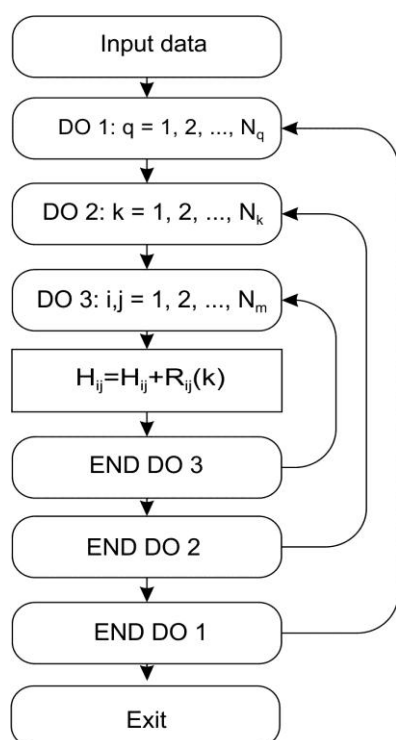 Input data
DO 1: q = 1, 2, ..., N_q
DO 2: k = 1, 2, ..., N_k
DO 3: i,j = 1, 2, ..., N_m
H_ij=H_ij+R_ij(k)
END DO 3
END DO 2
END DO 1
Exit